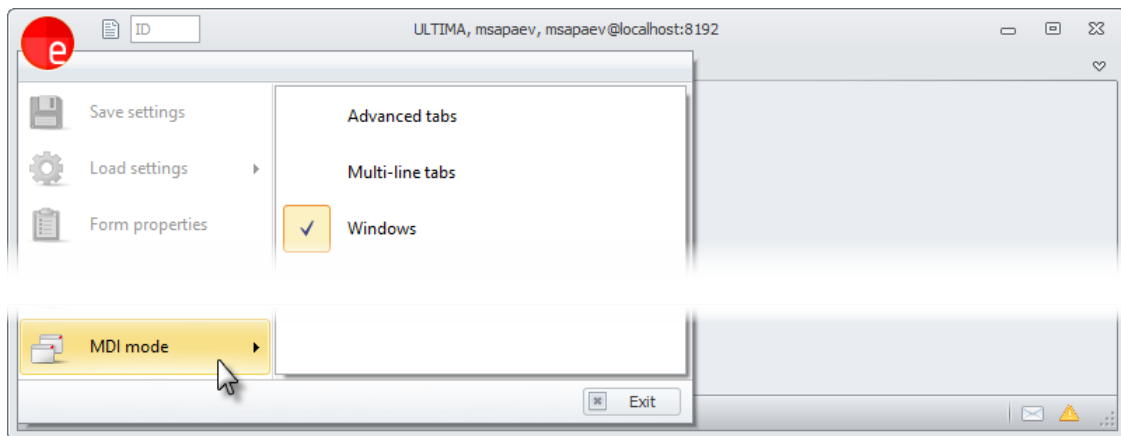 e
ID
ULTIMA, msapaev, msapaev@localhost:8192
Save settings
Load settings
Form properties
MDI mode
Advanced tabs
Multi-line tabs
Windows
Exit